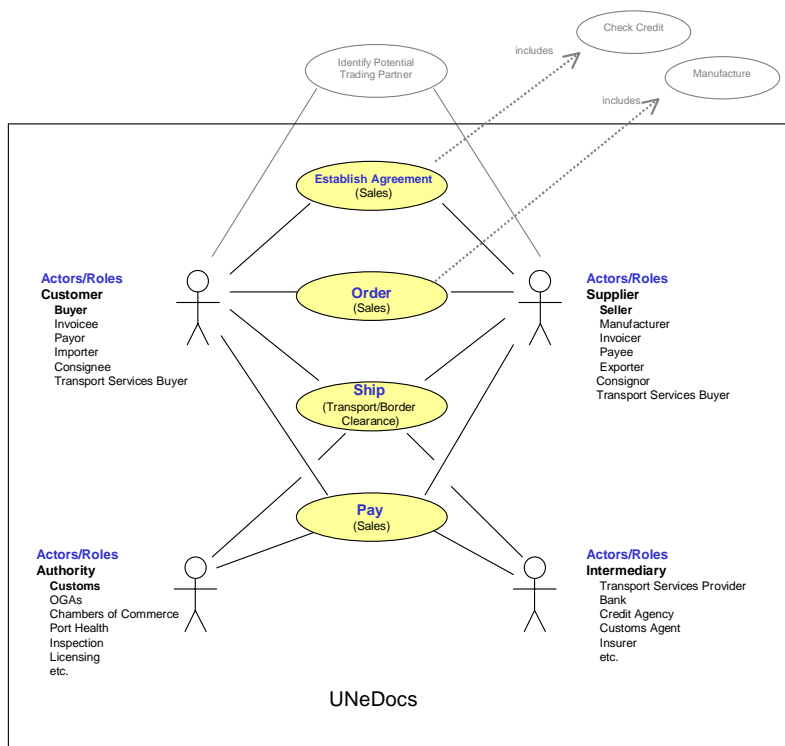 Check Credit
includes
Identify Potential
Trading Partner
Manufacture
includes
Establish Agreement
(Sales)
Actors/Roles
Customer
Buyer
Invoicee
Payor
Importer
Consignee
Transport Services Buyer
Order
(Sales)
Actors/Roles
Supplier
Seller
Manufacturer
Invoicer
Payee
Exporter
Consignor
Transport Services Buyer
Ship
(Transport/Border
Clearance)
Pay
(Sales)
Actors/Roles
Authority
Customs
OGAs
Chambers of Commerce
Port Health
Inspection
Licensing
etc.
Actors/Roles
Intermediary
Transport Services Provider
Bank
Credit Agency
Customs Agent
Insurer
etc.
UNeDocs